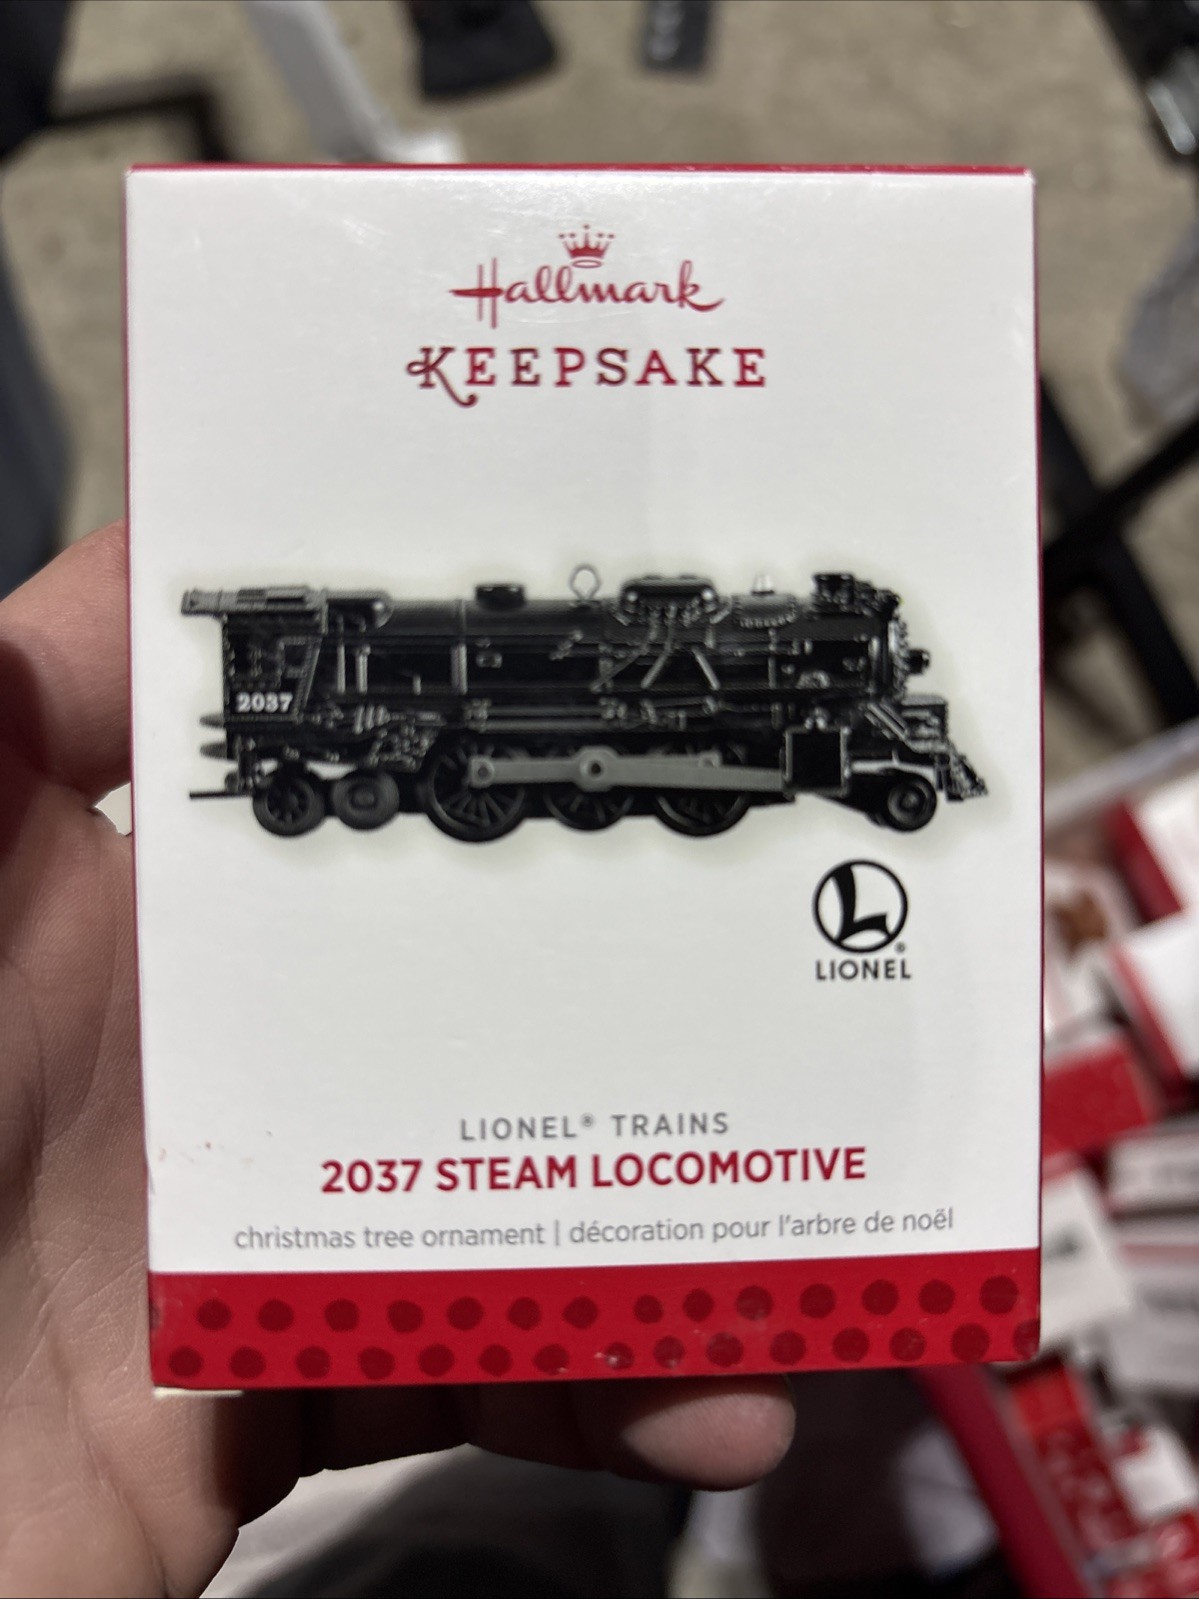 Hallmark
KEEPSAKE
2037
L®
LIONEL
LIONEL® TRAINS
2037 STEAM LOCOMOTIVE
christmas tree ornament | décoration pour l'arbre de noël